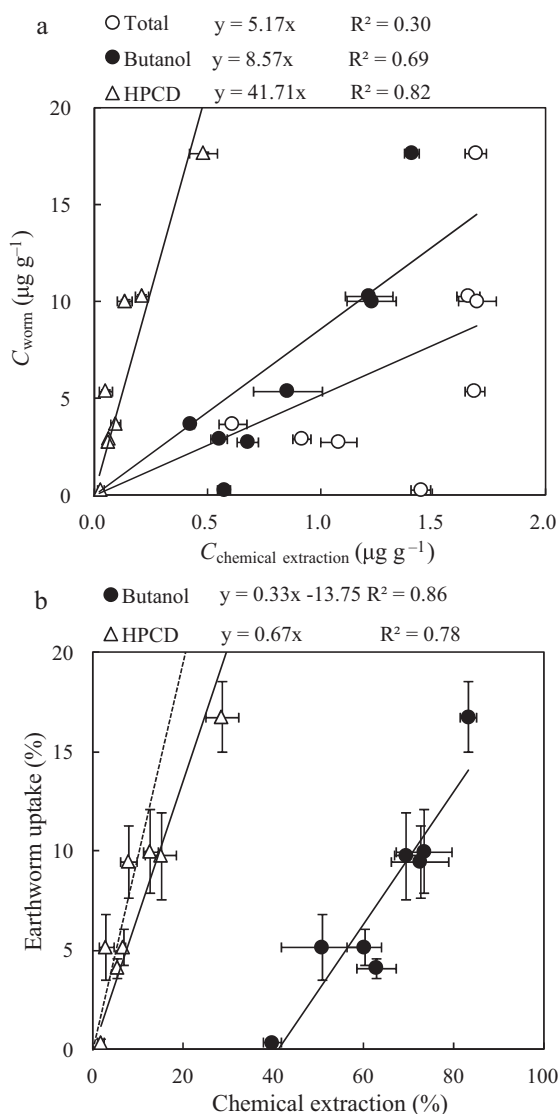 a
Total y = 5.17x R² = 0.30
Butanol y = 8.57x R² = 0.69
HPCD y = 41.71x R² = 0.82
20
15
10
5
0
C worm (µg g⁻¹)
0.0 0.5 1.0 1.5 2.0
C chemical extraction (µg g⁻¹)
b
Butanol y = 0.33x -13.75 R² = 0.86
HPCD y = 0.67x R² = 0.78
20
15
10
5
0
Earthworm uptake (%)
0 20 40 60 80 100
Chemical extraction (%)